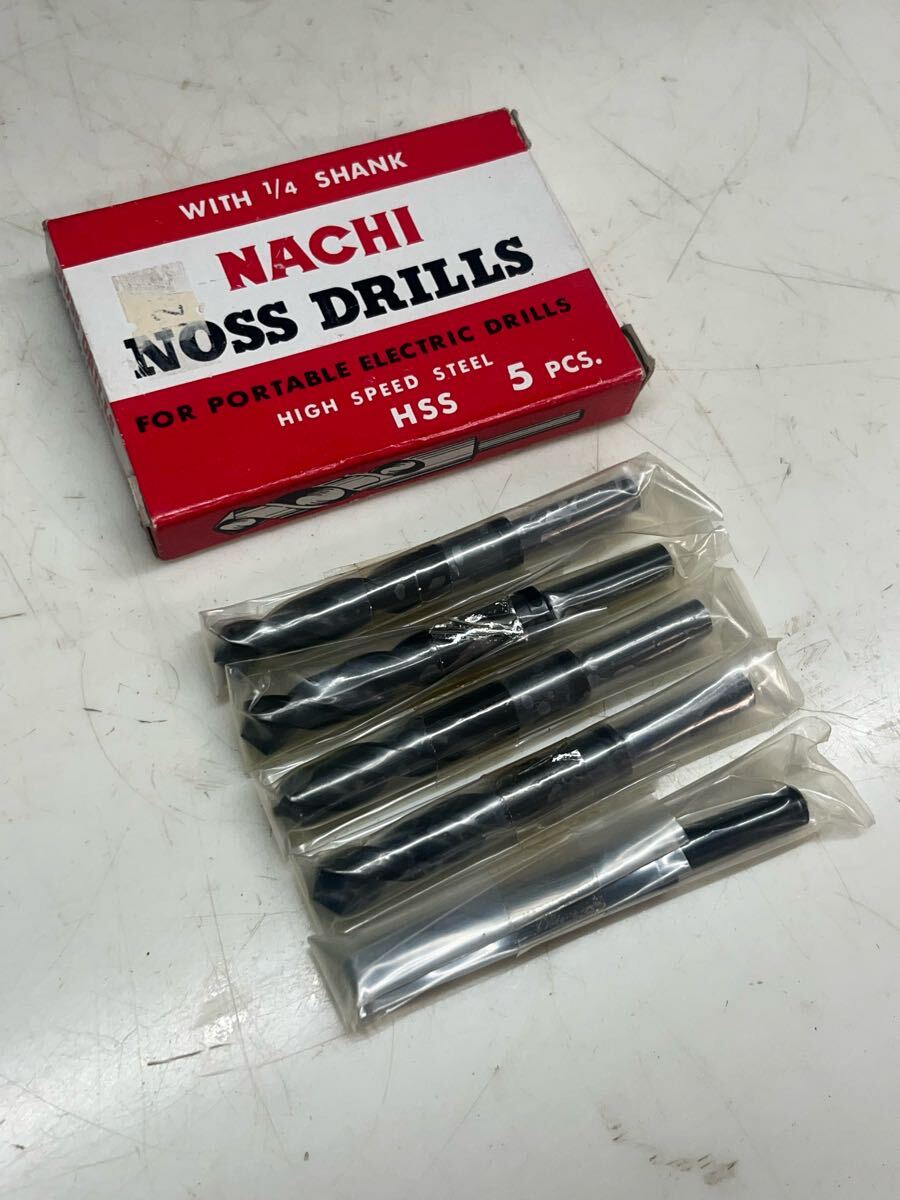 WITH 1/4 SHANK
NACHI
NOSS DRILLS
FOR PORTABLE ELECTRIC DRILLS
HIGH SPEED STEEL
HSS 5 PCS.